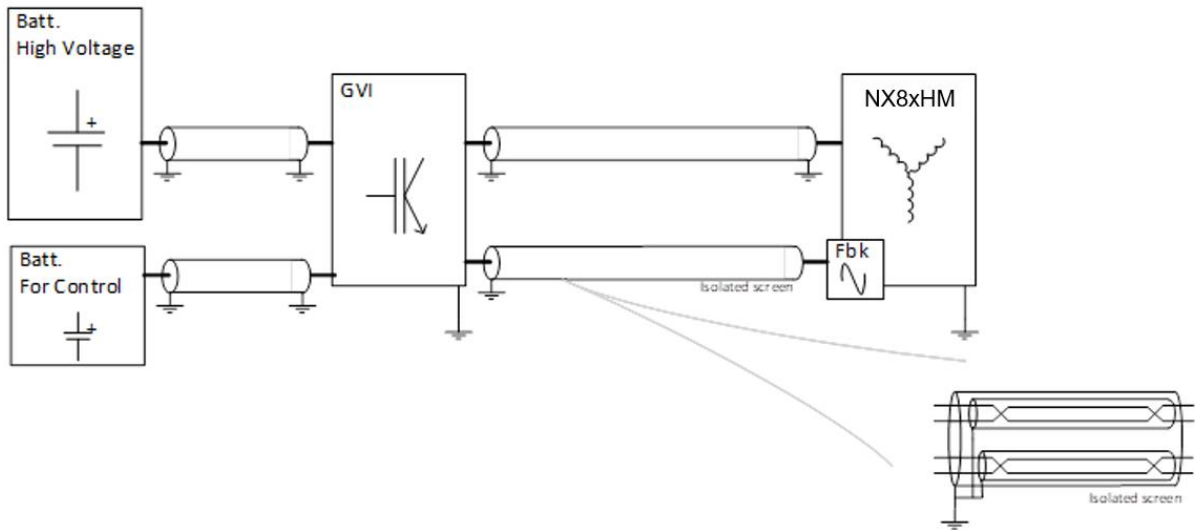 Batt.
High Voltage
+
GVI
NX8xHM
Batt.
For Control
+
Fbk
Isolated screen
Isolated screen